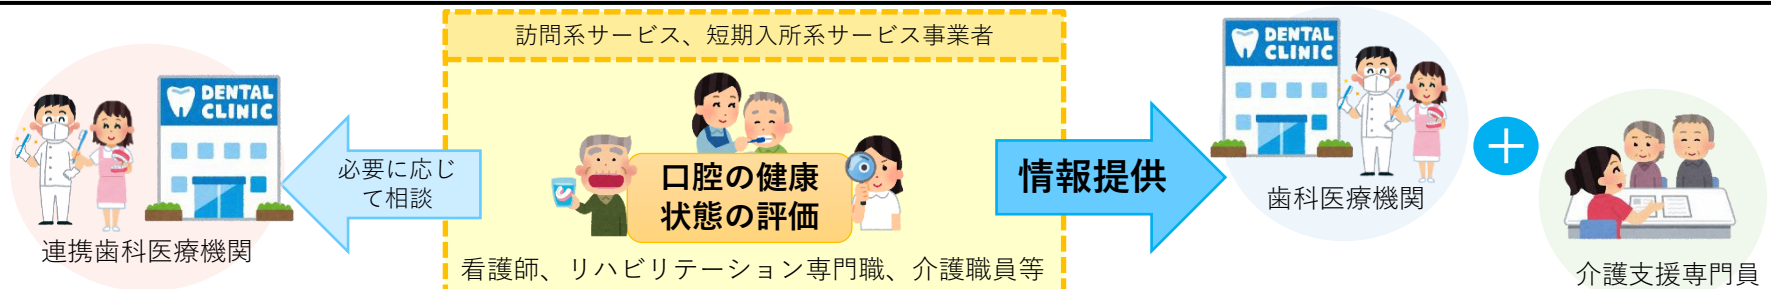 訪問系サービス、短期入所系サービス事業者
DENTAL
CLINIC
連携歯科医療機関
必要に応じ
て相談
口腔の健康
状態の評価
看護師、リハビリテーション専門職、介護職員等
情報提供
DENTAL
CLINIC
歯科医療機関
介護支援専門員